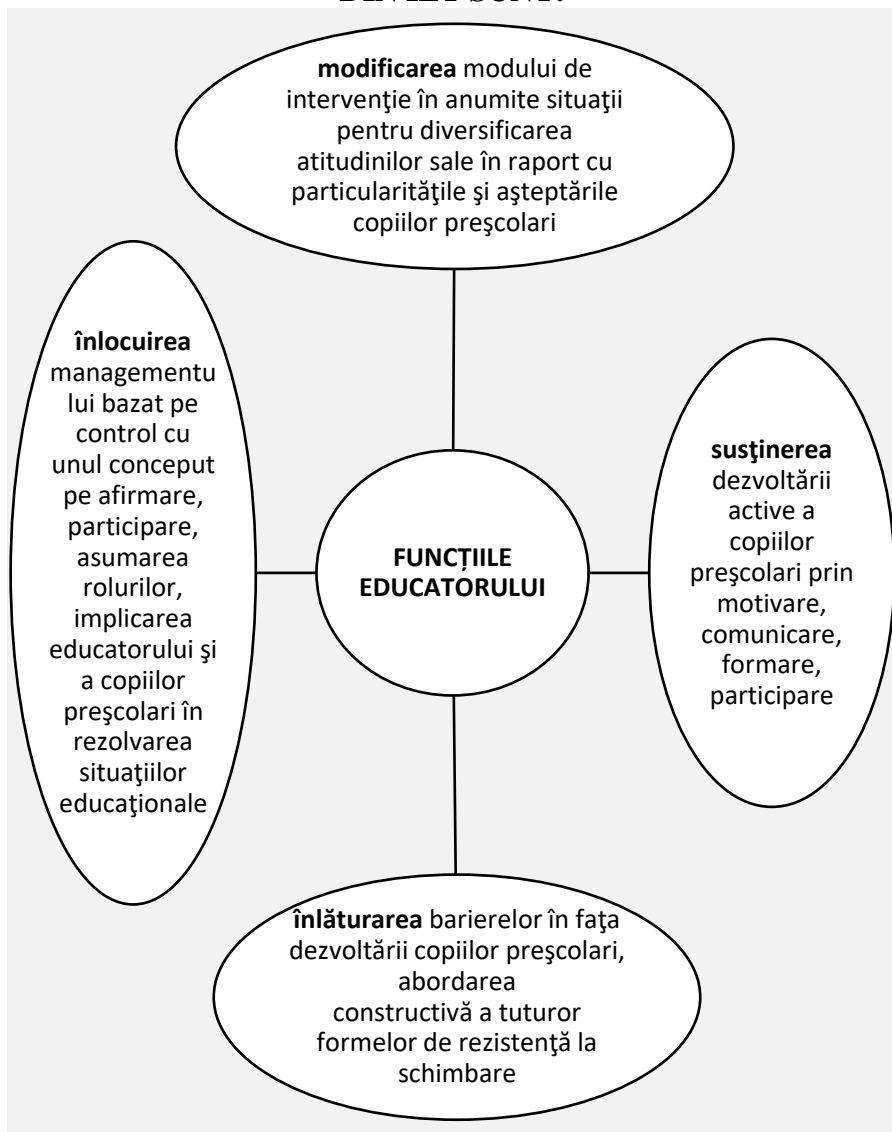 modificarea modului de
intervenţie în anumite situaţii
pentru diversificarea
atitudinilor sale în raport cu
particularităţile şi aşteptările
copiilor preşcolari
înlocuirea
managementu
lui bazat pe
control cu
unul conceput
pe afirmare,
participare,
asumarea
rolurilor,
implicarea
educatorului şi
a copiilor
preşcolari în
rezolvarea
situaţiilor
educaţionale
FUNCȚIILE
EDUCATORULUI
susţinerea
dezvoltării
active a
copiilor
preşcolari prin
motivare,
comunicare,
formare,
participare
înlăturarea barierelor în faţa
dezvoltării copiilor preşcolari,
abordarea
constructivă a tuturor
formelor de rezistenţă la
schimbare